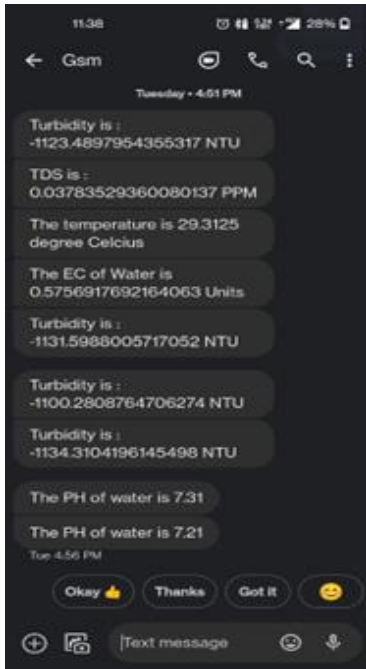 11:38
28%
Gsm
Tuesday • 4:51 PM
Turbidity is :
-1123.4897954355317 NTU
TDS is :
0.03783529360080137 PPM
The temperature is 29.3125
degree Celcius
The EC of Water is
0.5756917692164063 Units
Turbidity is :
-1131.5988005717052 NTU
Turbidity is :
-1100.2808764706274 NTU
Turbidity is :
-1134.3104196145498 NTU
The PH of water is 7.31
The PH of water is 7.21
Tue 4:56 PM
Okay 👍 Thanks Got it 😊
Text message